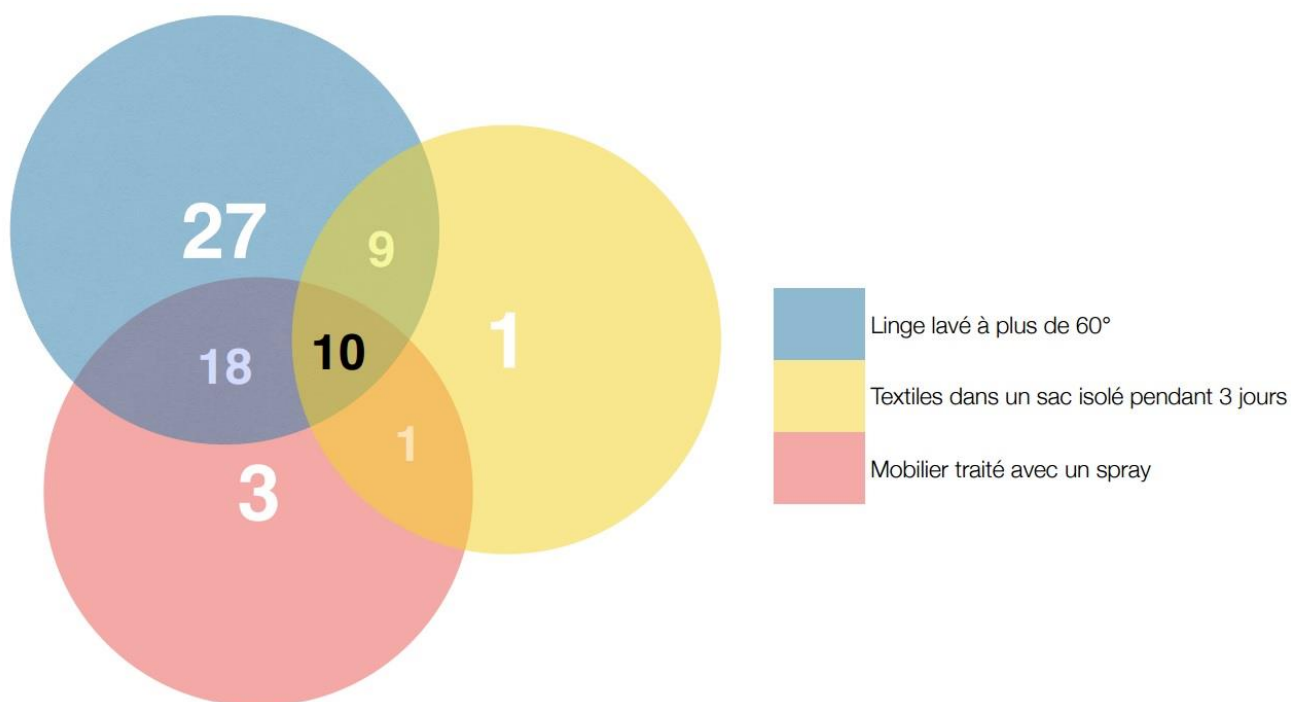 27
9
1
10
18
1
3
Linge lavé à plus de 60°
Textiles dans un sac isolé pendant 3 jours
Mobilier traité avec un spray